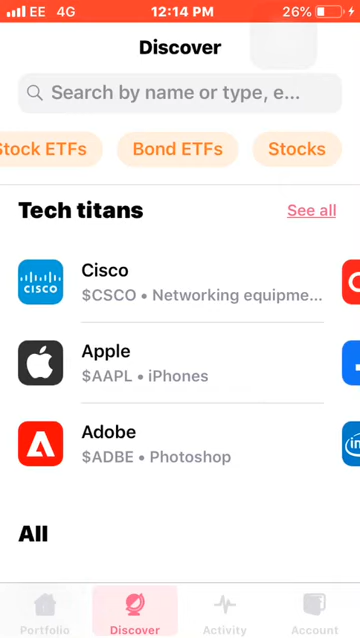 EE 4G 12:14 PM 26%
Discover
Search by name or type, e...
Stock ETFs Bond ETFs Stocks
Tech titans See all
CISCO
Cisco
$CSCO • Networking equipme...
Apple
$AAPL • iPhones
Adobe
$ADBE • Photoshop
All
Portfolio Discover Activity Account